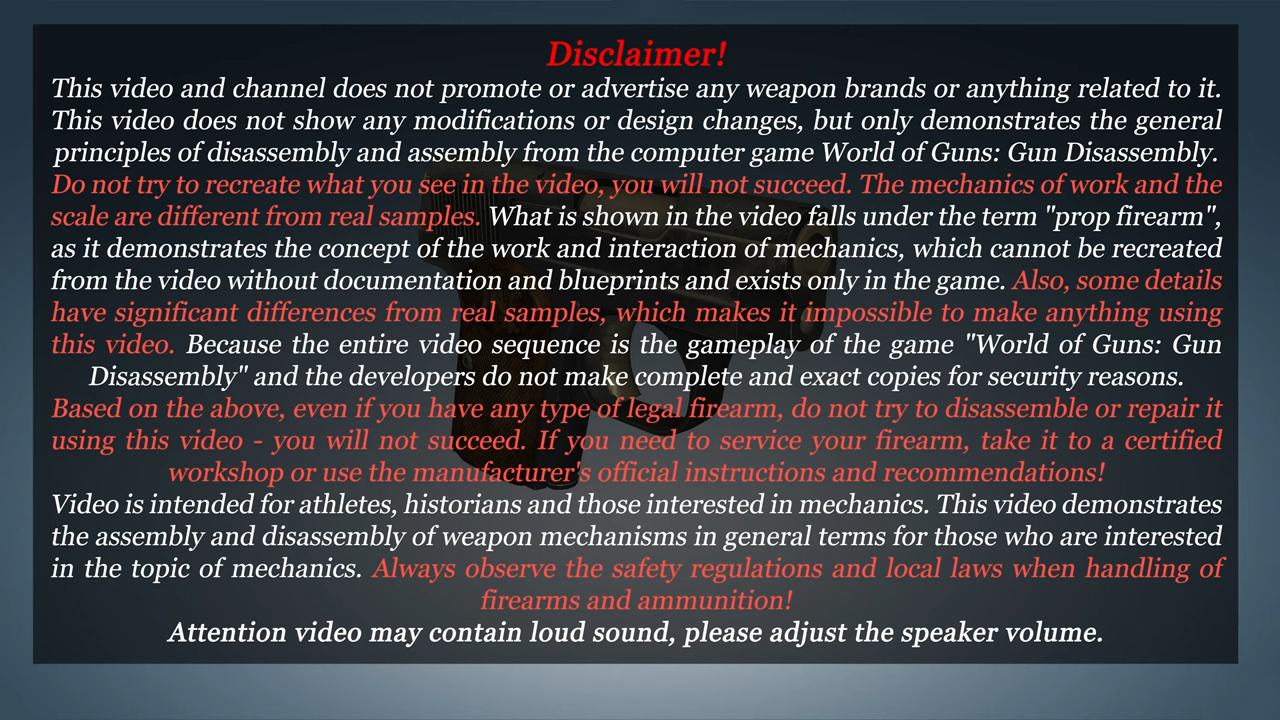 Disclaimer!
This video and channel does not promote or advertise any weapon brands or anything related to it.
This video does not show any modifications or design changes, but only demonstrates the general
principles of disassembly and assembly from the computer game World of Guns: Gun Disassembly.
Do not try to recreate what you see in the video, you will not succeed. The mechanics of work and the
scale are different from real samples. What is shown in the video falls under the term "prop firearm",
as it demonstrates the concept of the work and interaction of mechanics, which cannot be recreated
from the video without documentation and blueprints and exists only in the game. Also, some details
have significant differences from real samples, which makes it impossible to make anything using
this video. Because the entire video sequence is the gameplay of the game "World of Guns: Gun
Disassembly" and the developers do not make complete and exact copies for security reasons.
Based on the above, even if you have any type of legal firearm, do not try to disassemble or repair it
using this video - you will not succeed. If you need to service your firearm, take it to a certified
workshop or use the manufacturer's official instructions and recommendations!
Video is intended for athletes, historians and those interested in mechanics. This video demonstrates
the assembly and disassembly of weapon mechanisms in general terms for those who are interested
in the topic of mechanics. Always observe the safety regulations and local laws when handling of
firearms and ammunition!
Attention video may contain loud sound, please adjust the speaker volume.